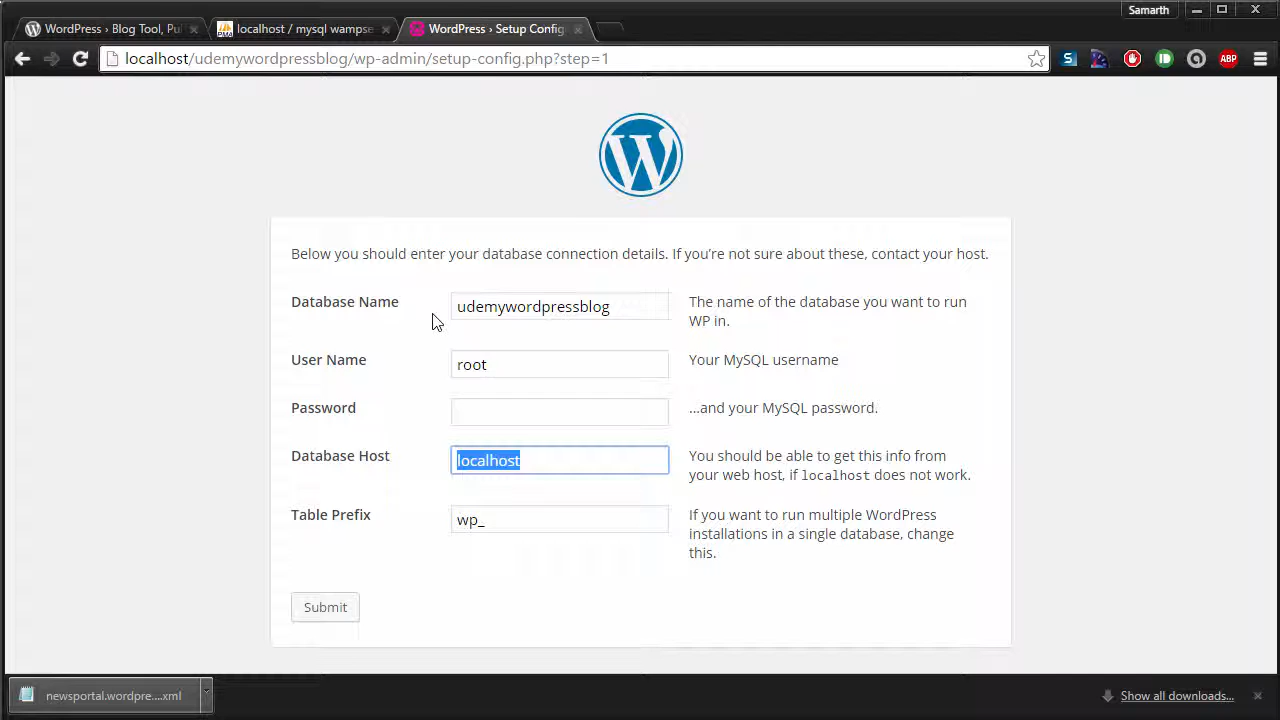 Samarth
WordPress › Blog Tool, Pu
localhost / mysql wampse
WordPress › Setup Config
localhost/udemywordpressblog/wp-admin/setup-config.php?step=1
S
ABP
W
Below you should enter your database connection details. If you're not sure about these, contact your host.
Database Name
udemywordpressblog
The name of the database you want to run
WP in.
User Name
root
Your MySQL username
Password
...and your MySQL password.
Database Host
localhost
You should be able to get this info from
your web host, if localhost does not work.
Table Prefix
wp_
If you want to run multiple WordPress
installations in a single database, change
this.
Submit
newsportal.wordpre....xml
Show all downloads...